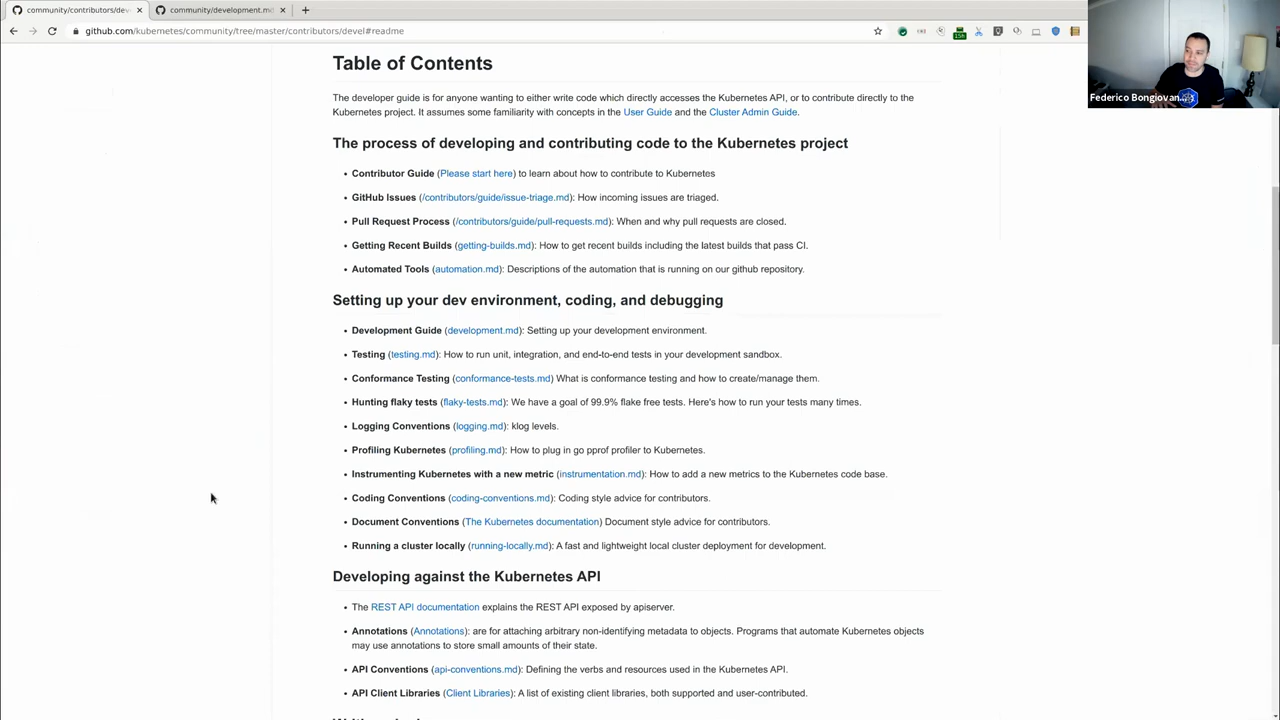 community/contributors/dev
community/development.md
github.com/kubernetes/community/tree/master/contributors/devel#readme
15h
Federico Bongiovan...
Table of Contents
The developer guide is for anyone wanting to either write code which directly accesses the Kubernetes API, or to contribute directly to the
Kubernetes project. It assumes some familiarity with concepts in the User Guide and the Cluster Admin Guide.
The process of developing and contributing code to the Kubernetes project
• Contributor Guide (Please start here) to learn about how to contribute to Kubernetes
• GitHub Issues (/contributors/guide/issue-triage.md): How incoming issues are triaged.
• Pull Request Process (/contributors/guide/pull-requests.md): When and why pull requests are closed.
• Getting Recent Builds (getting-builds.md): How to get recent builds including the latest builds that pass CI.
• Automated Tools (automation.md): Descriptions of the automation that is running on our github repository.
Setting up your dev environment, coding, and debugging
• Development Guide (development.md): Setting up your development environment.
• Testing (testing.md): How to run unit, integration, and end-to-end tests in your development sandbox.
• Conformance Testing (conformance-tests.md) What is conformance testing and how to create/manage them.
• Hunting flaky tests (flaky-tests.md): We have a goal of 99.9% flake free tests. Here's how to run your tests many times.
• Logging Conventions (logging.md): klog levels.
• Profiling Kubernetes (profiling.md): How to plug in go pprof profiler to Kubernetes.
• Instrumenting Kubernetes with a new metric (instrumentation.md): How to add a new metrics to the Kubernetes code base.
• Coding Conventions (coding-conventions.md): Coding style advice for contributors.
• Document Conventions (The Kubernetes documentation) Document style advice for contributors.
• Running a cluster locally (running-locally.md): A fast and lightweight local cluster deployment for development.
Developing against the Kubernetes API
• The REST API documentation explains the REST API exposed by apiserver.
• Annotations (Annotations): are for attaching arbitrary non-identifying metadata to objects. Programs that automate Kubernetes objects
may use annotations to store small amounts of their state.
• API Conventions (api-conventions.md): Defining the verbs and resources used in the Kubernetes API.
• API Client Libraries (Client Libraries): A list of existing client libraries, both supported and user-contributed.